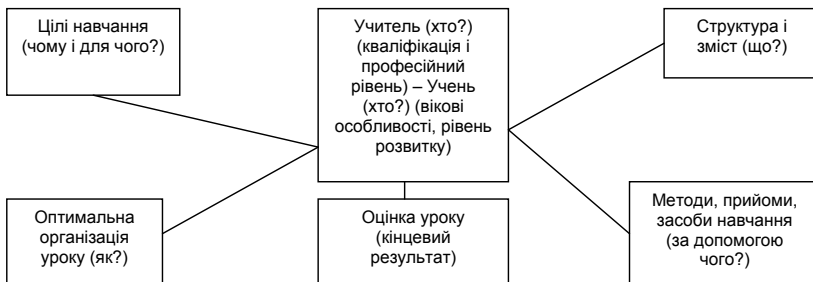 Цілі навчання
(чому і для чого?)
Учитель (хто?)
(кваліфікація і
професійний
рівень) – Учень
(хто?) (вікові
особливості, рівень
розвитку)
Структура і
зміст (що?)
Оптимальна
організація
уроку (як?)
Оцінка уроку
(кінцевий
результат)
Методи, прийоми,
засоби навчання
(за допомогою
чого?)